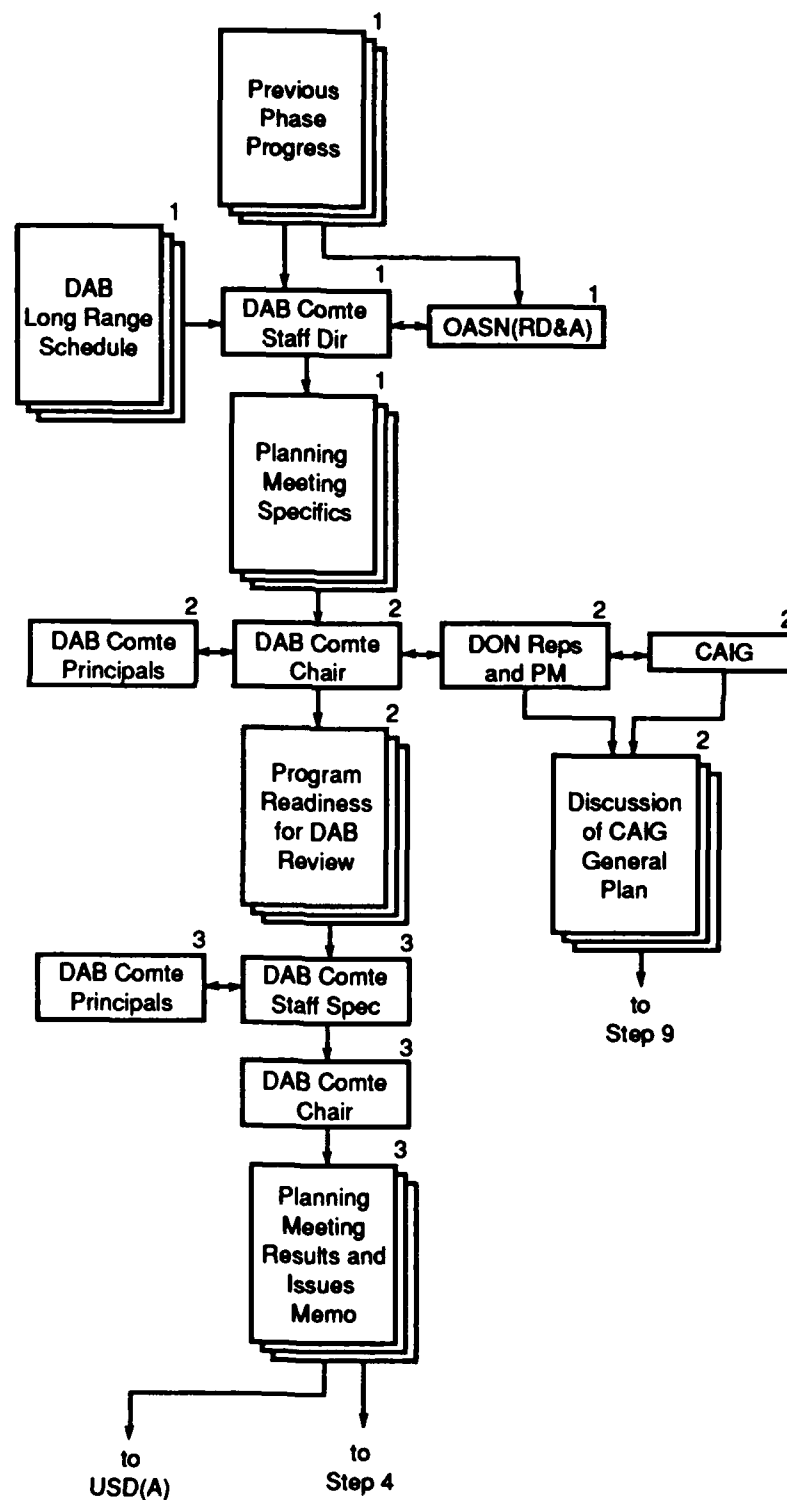 1
Previous
Phase
Progress
1
DAB
Long Range
Schedule
1
DAB Comte
Staff Dir
1
OASN(RD&A)
1
Planning
Meeting
Specifics
2
DAB Comte
Principals
2
DAB Comte
Chair
2
DON Reps
and PM
2
CAIG
2
Program
Readiness
for DAB
Review
2
Discussion
of CAIG
General
Plan
to
Step 9
3
DAB Comte
Principals
3
DAB Comte
Staff Spec
3
DAB Comte
Chair
3
Planning
Meeting
Results and
Issues
Memo
to
USD(A)
to
Step 4